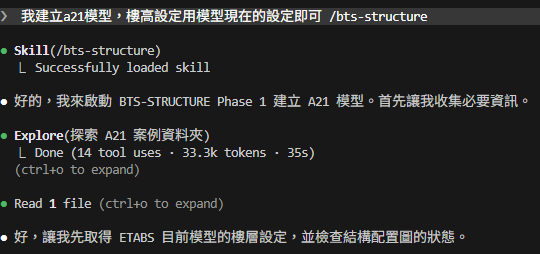 > 我建立a21模型，樓高設定用模型現在的設定即可 /bts-structure
● Skill(/bts-structure)
⎿ Successfully loaded skill
● 好的，我來啟動 BTS-STRUCTURE Phase 1 建立 A21 模型。首先讓我收集必要資訊。
● Explore(探索 A21 案例資料夾)
⎿ Done (14 tool uses · 33.3k tokens · 35s)
(ctrl+o to expand)
● Read 1 file (ctrl+o to expand)
● 好，讓我先取得 ETABS 目前模型的樓層設定，並檢查結構配置圖的狀態。